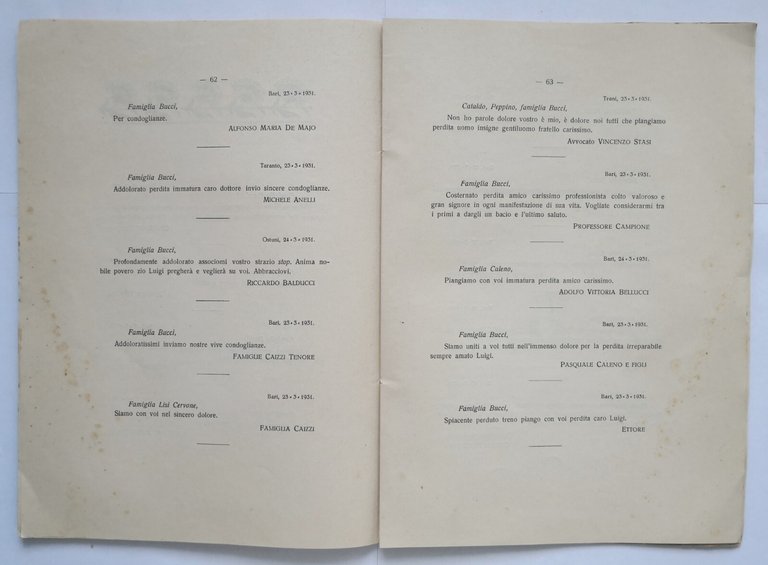 — 62 —
Bari, 23-3-1931.
Famiglia Bucci,
Per condoglianze.
ALFONSO MARIA DE MAJO
Taranto, 23-3-1931.
Famiglia Bucci,
Addolorato perdita immatura caro dottore invio sincere condoglianze.
MICHELE ANELLI
Ostuni, 24-3-1931.
Famiglia Bucci,
Profondamente addolorato associomi vostro strazio stop. Anima no-
bile povero zio Luigi pregherà e veglierà su voi. Abbracciovi.
RICCARDO BALDUCCI
Bari, 23-3-1931.
Famiglia Bucci,
Addoloratissimi inviamo nostre vive condoglianze.
FAMIGLIE CAIZZI TENORE
Bari, 23-3-1931.
Famiglia Lisi Cervone,
Siamo con voi nel sincero dolore.
FAMIGLIA CAIZZI
— 63 —
Trani, 23-3-1931.
Cataldo, Peppino, famiglia Bucci,
Non ho parole dolore vostro è mio, è dolore noi tutti che piangiamo
perdita uomo insigne gentiluomo fratello carissimo.
Avvocato VINCENZO STASI
Bari, 23-3-1931.
Famiglia Bucci,
Costernato perdita amico carissimo professionista colto valoroso e
gran signore in ogni manifestazione di sua vita. Vogliate considerarmi tra
i primi a dargli un bacio e l'ultimo saluto.
PROFESSORE CAMPIONE
Bari, 24-3-1931.
Famiglia Caleno,
Piangiamo con voi immatura perdita amico carissimo.
ADOLFO VITTORIA BELLUCCI
Bari, 23-3-1931.
Famiglia Bucci,
Siamo uniti a voi tutti nell'immenso dolore per la perdita irreparabile
sempre amato Luigi.
PASQUALE CALENO E FIGLI
Bari, 23-3-1931.
Famiglia Bucci,
Spiacente perduto treno piango con voi perdita caro Luigi.
ETTORE